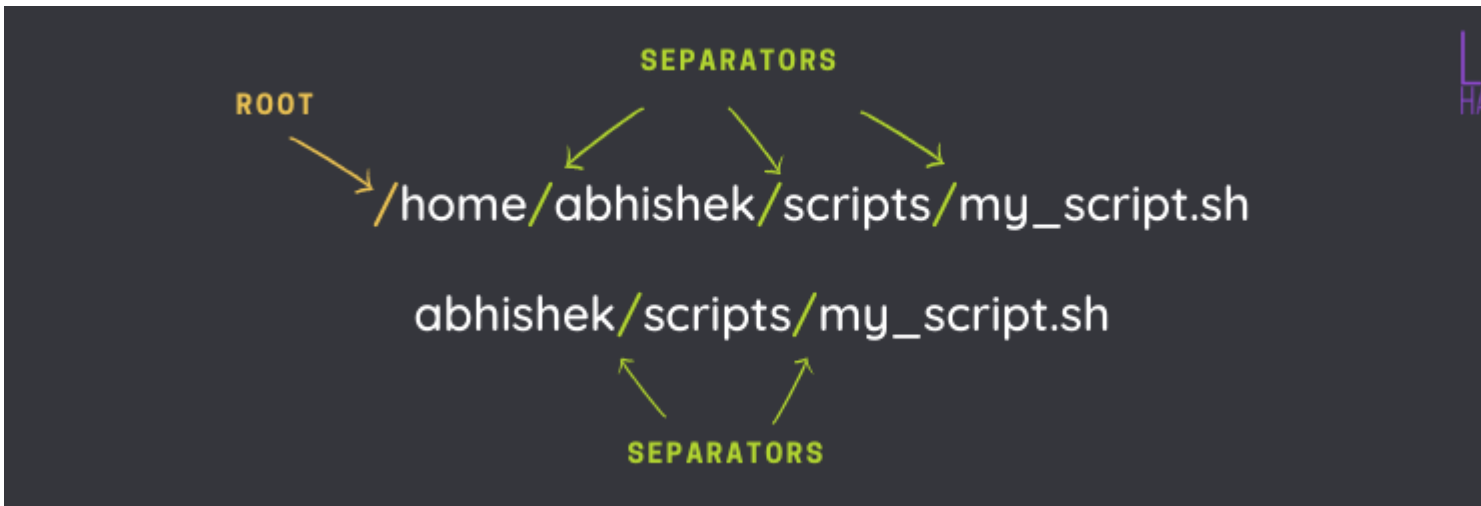 SEPARATORS
ROOT
/home/abhishek/scripts/my_script.sh
abhishek/scripts/my_script.sh
SEPARATORS